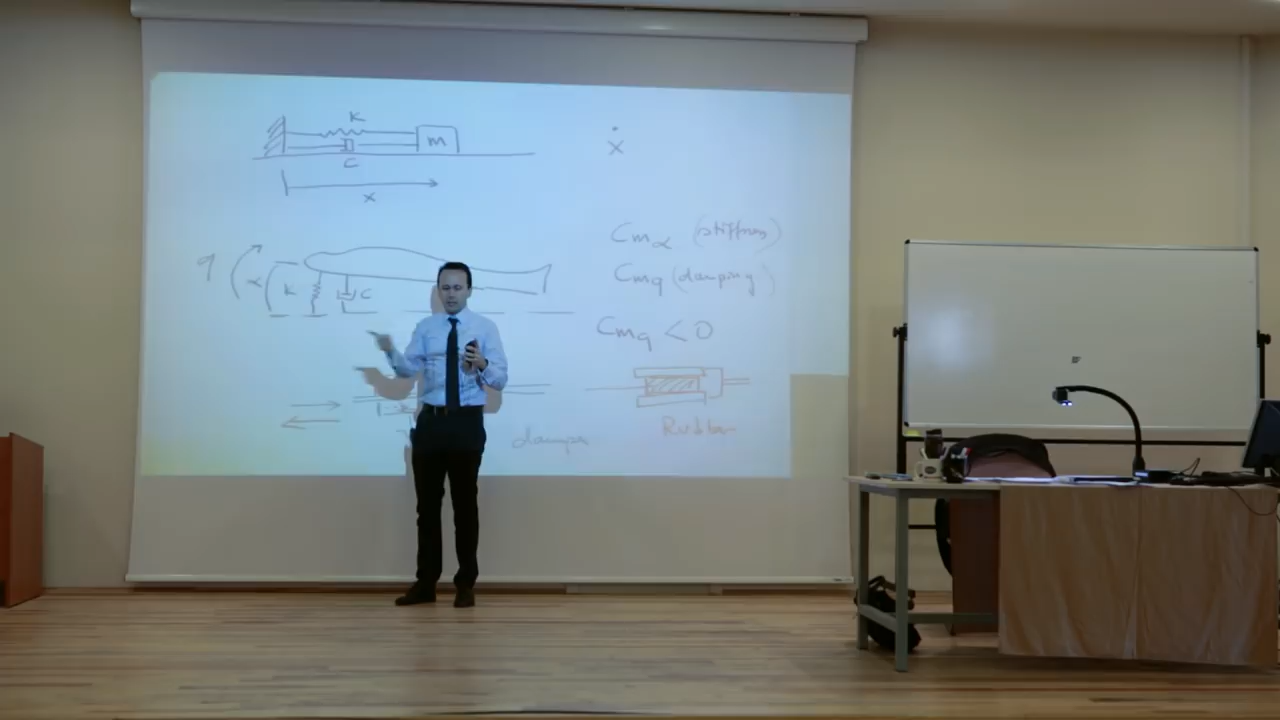 K
m
C
x
ẋ
Cmα (stiffness)
q
α
K
C
Cmq (damping)
Cmq < 0
damper
Rubber